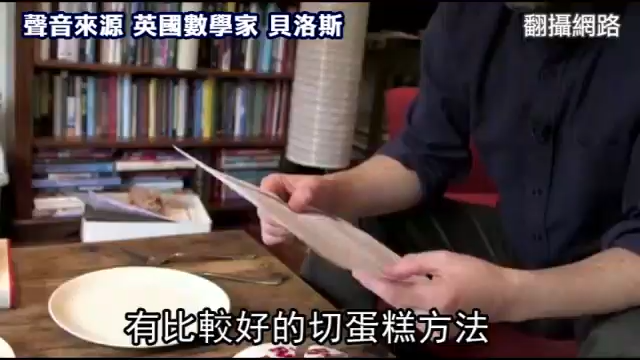 聲音來源 英國數學家 貝洛斯
翻攝網路
有比較好的切蛋糕方法